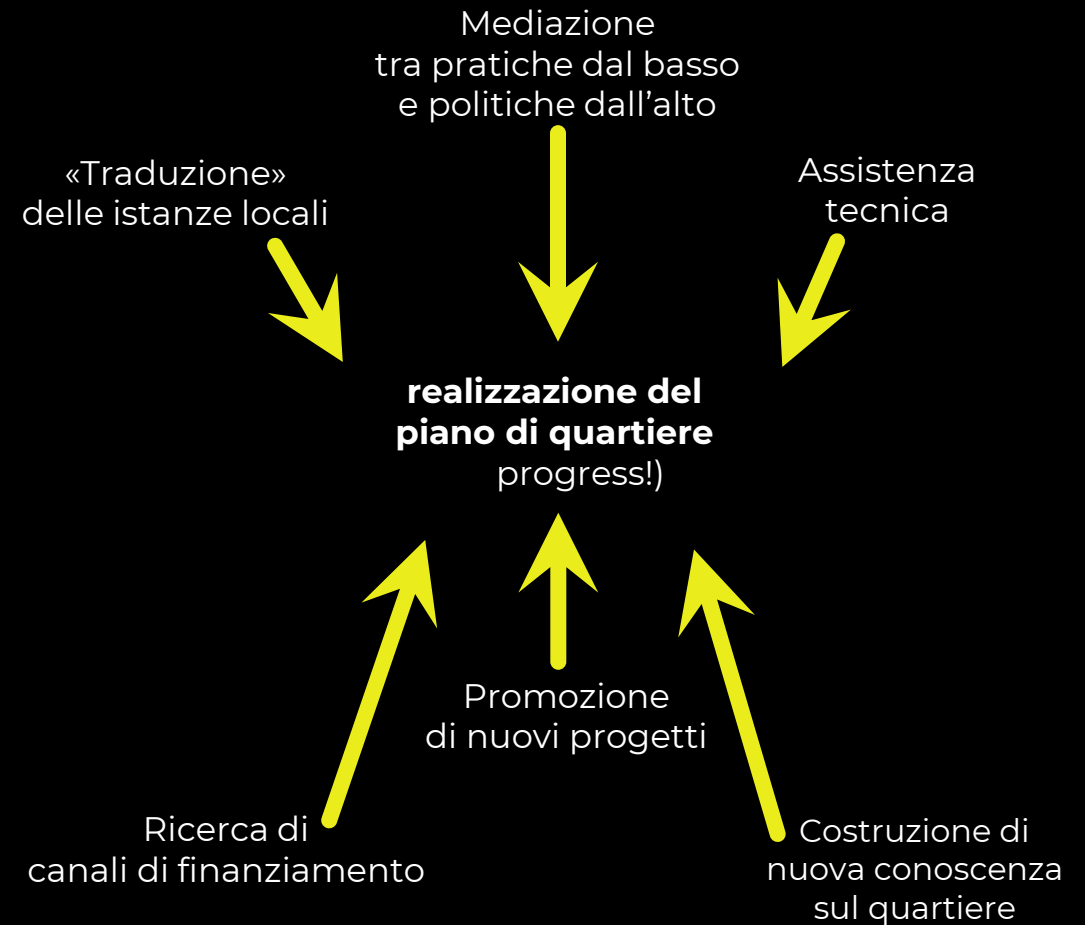 Mediazione
tra pratiche dal basso
e politiche dall’alto
«Traduzione»
delle istanze locali
Assistenza
tecnica
realizzazione del
piano di quartiere
progress!)
Promozione
di nuovi progetti
Ricerca di
canali di finanziamento
Costruzione di
nuova conoscenza
sul quartiere